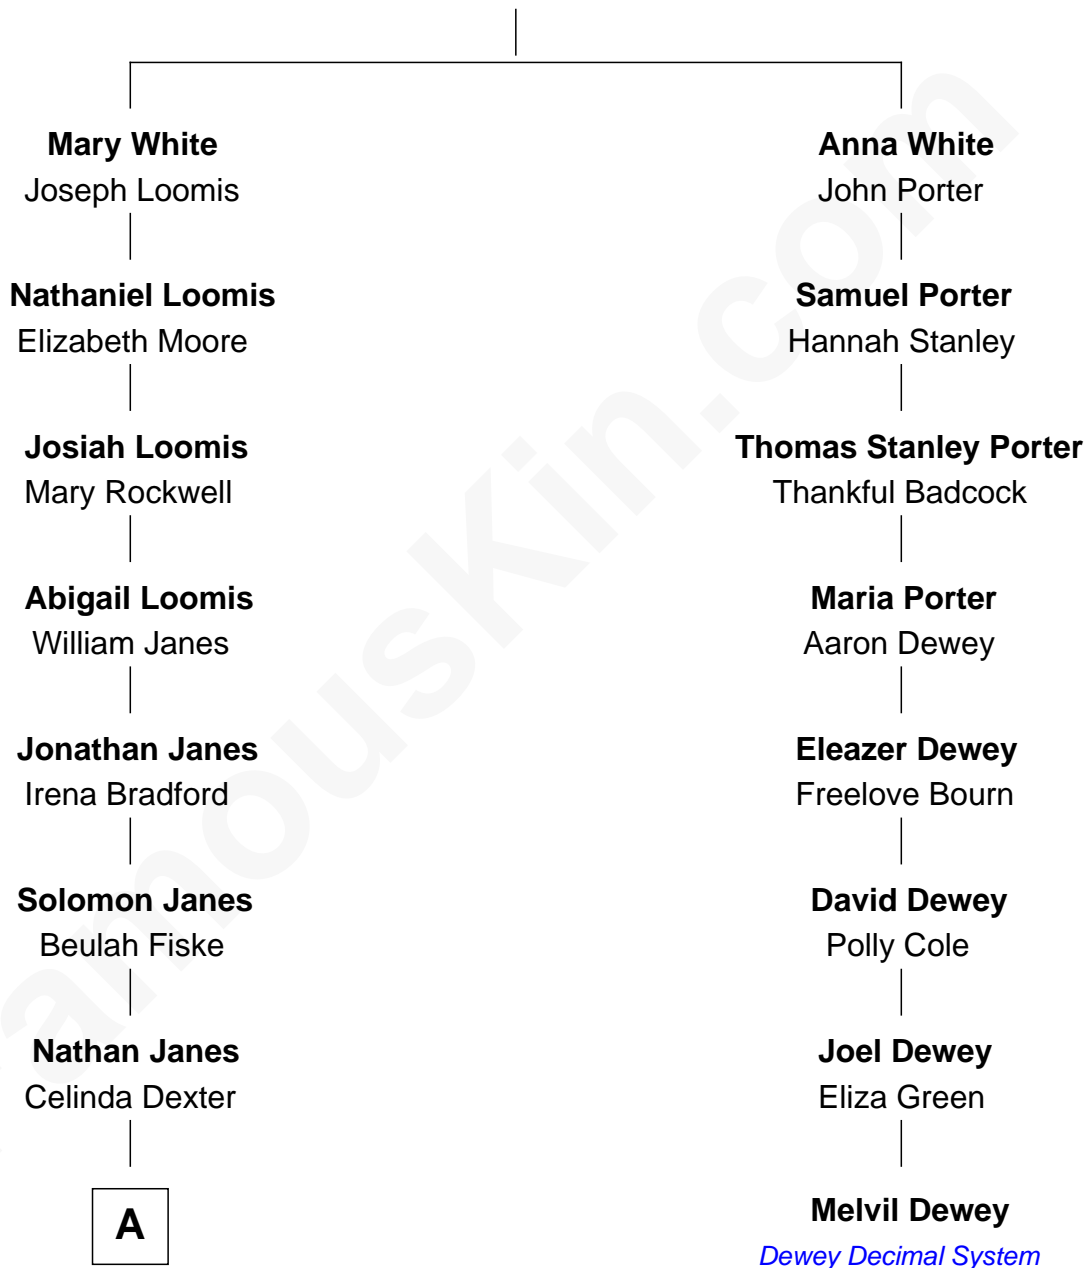 Mary White
Joseph Loomis
Nathaniel Loomis
Elizabeth Moore
Josiah Loomis
Mary Rockwell
Abigail Loomis
William Janes
Jonathan Janes
Irena Bradford
Solomon Janes
Beulah Fiske
Nathan Janes
Celinda Dexter
A
Anna White
John Porter
Samuel Porter
Hannah Stanley
Thomas Stanley Porter
Thankful Badcock
Maria Porter
Aaron Dewey
Eleazer Dewey
Freelove Bourn
David Dewey
Polly Cole
Joel Dewey
Eliza Green
Melvil Dewey
Dewey Decimal System
amouskin.com